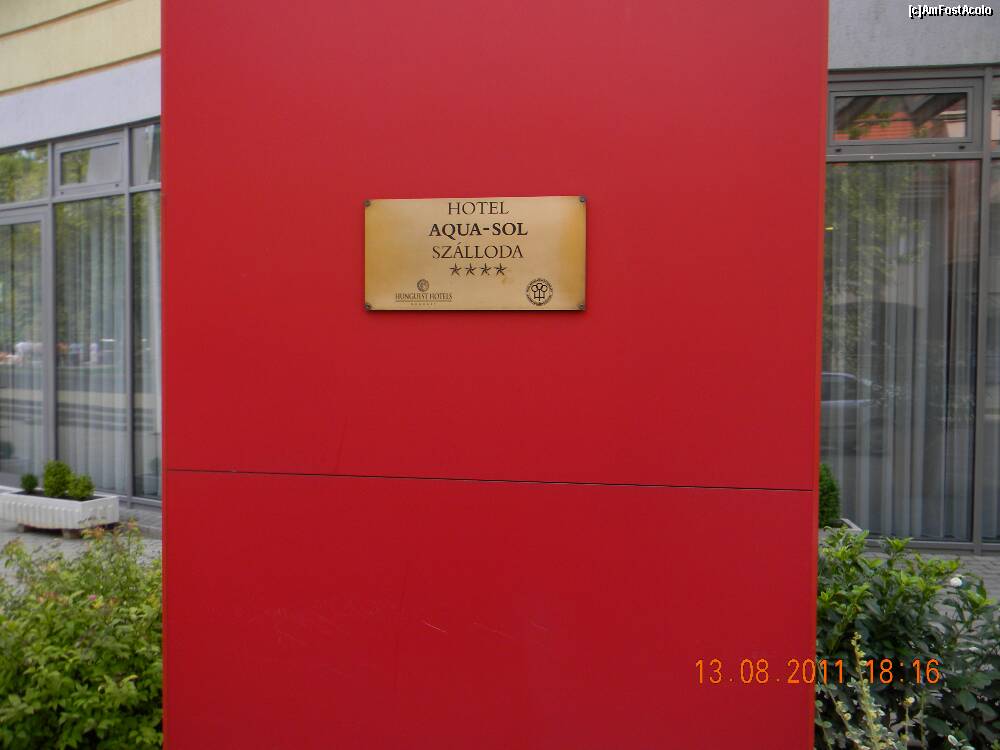 [c]AmFostAcolo
HOTEL
AQUA-SOL
SZÁLLODA
★★★★
HUNGUEST HOTELS
13.08.2011 18:16